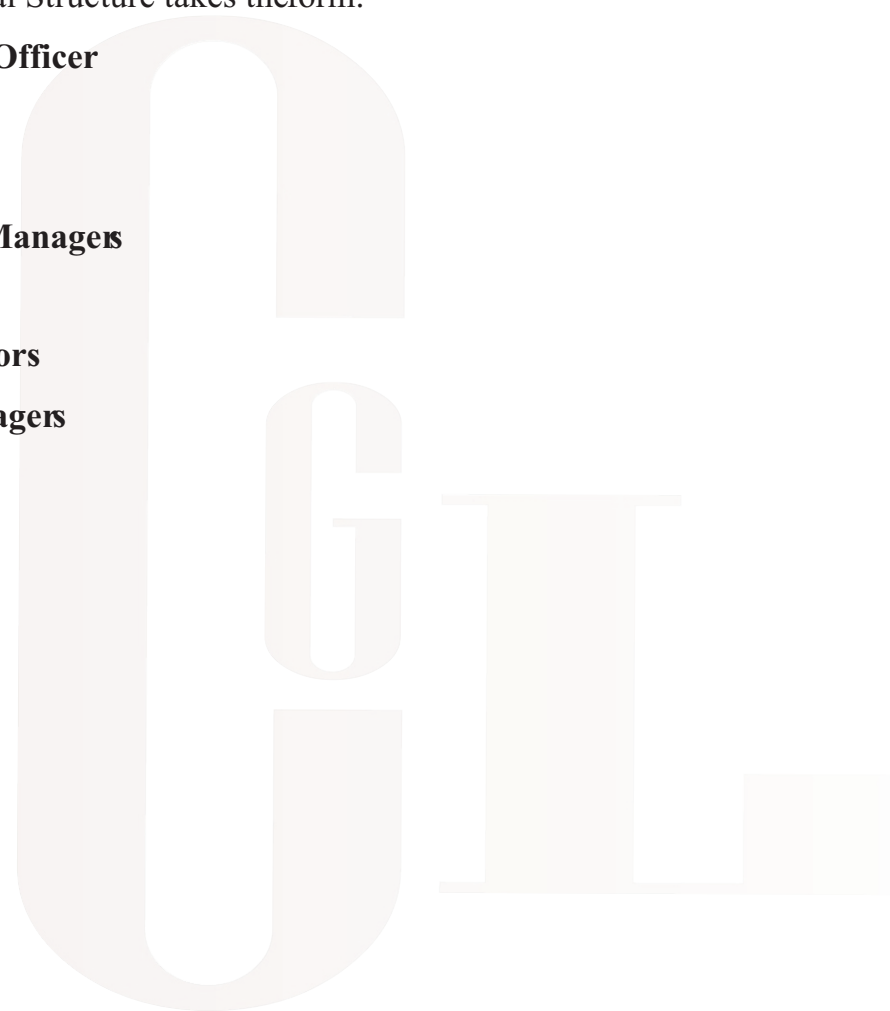 al Structure takes theform:
Officer
Managers
ors
agers
C
G
L